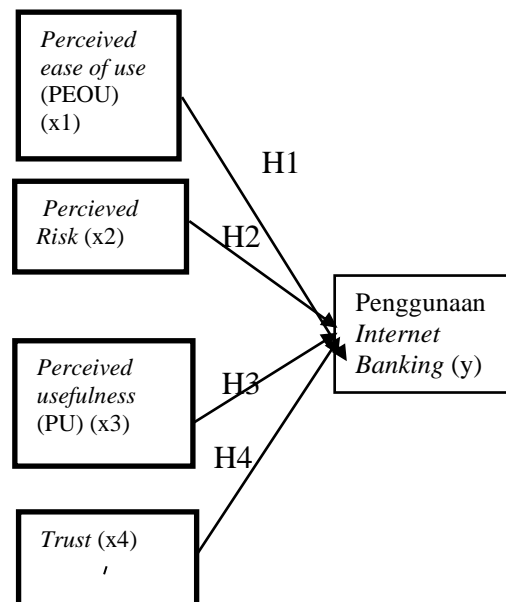 Perceived
ease of use
(PEOU)
(x1)
H1
Percieved
Risk (x2)
H2
Penggunaan
Internet
Banking (y)
Perceived
usefulness
(PU) (x3)
H3
H4
Trust (x4)
,